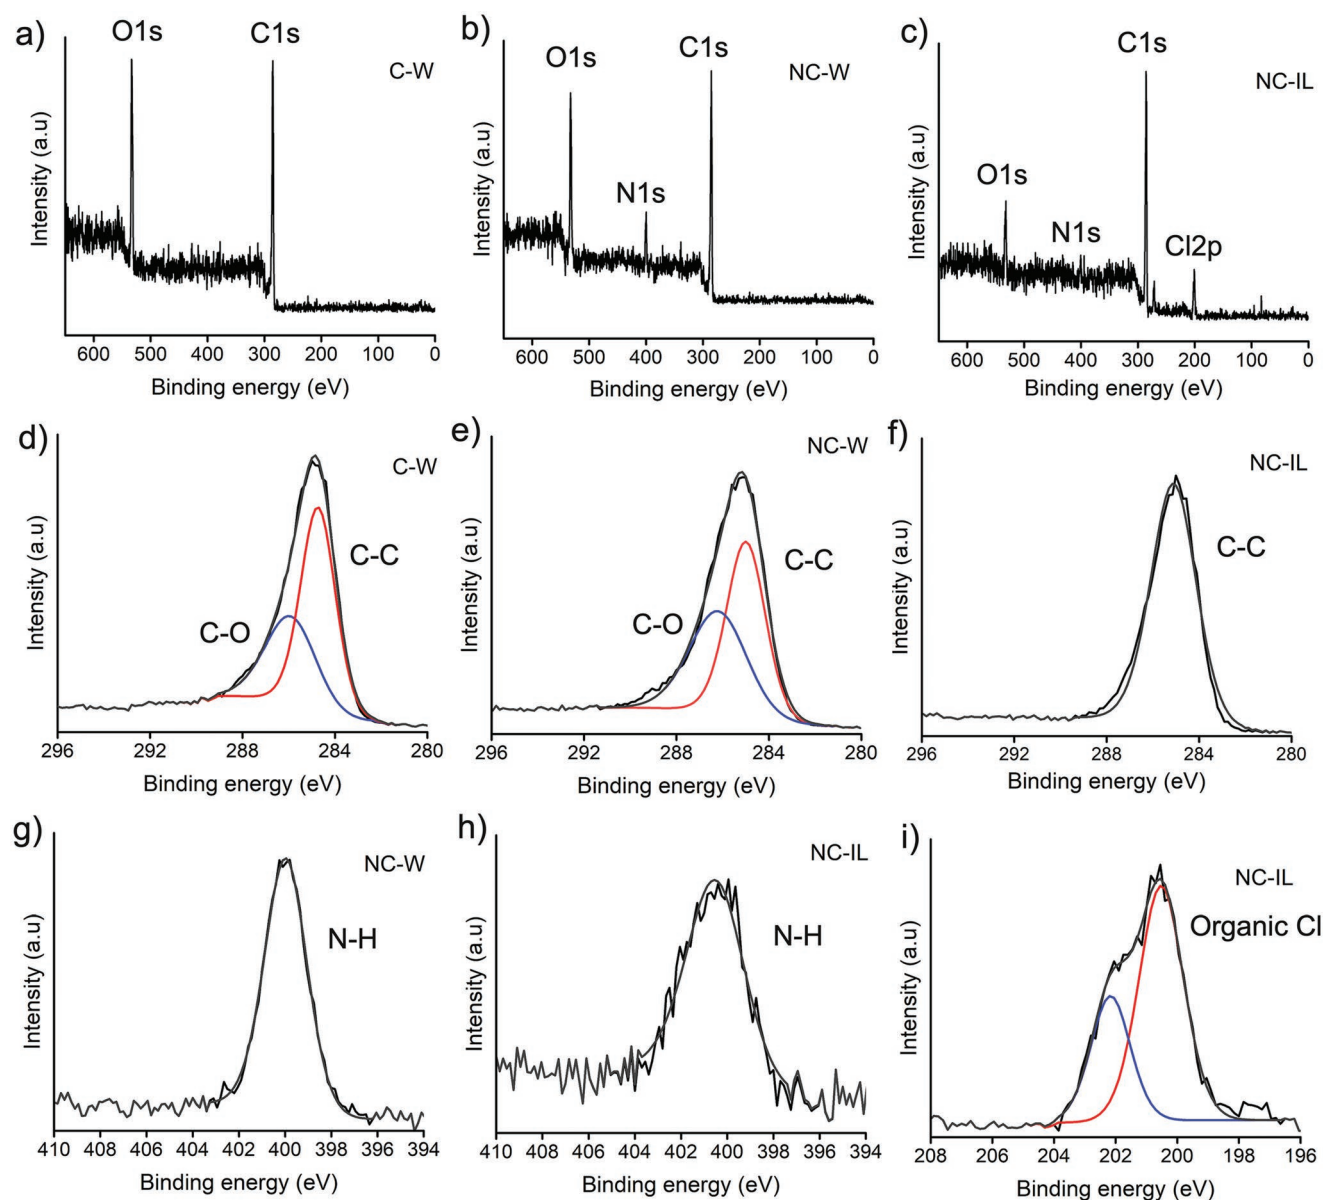 a)
O1s
C1s
C-W
Intensity (a.u)
600 500 400 300 200 100 0
Binding energy (eV)
b)
O1s
N1s
C1s
NC-W
Intensity (a.u)
600 500 400 300 200 100 0
Binding energy (eV)
c)
O1s
N1s
C1s
Cl2p
NC-IL
Intensity (a.u)
600 500 400 300 200 100 0
Binding energy (eV)
d)
C-W
C-C
C-O
Intensity (a.u)
296 292 288 284 280
Binding energy (eV)
e)
NC-W
C-C
C-O
Intensity (a.u)
296 292 288 284 280
Binding energy (eV)
f)
NC-IL
C-C
Intensity (a.u)
296 292 288 284 280
Binding energy (eV)
g)
NC-W
N-H
Intensity (a.u)
410 408 406 404 402 400 398 396 394
Binding energy (eV)
h)
NC-IL
N-H
Intensity (a.u)
410 408 406 404 402 400 398 396 394
Binding energy (eV)
i)
NC-IL
Organic Cl
Intensity (a.u)
208 206 204 202 200 198 196
Binding energy (eV)